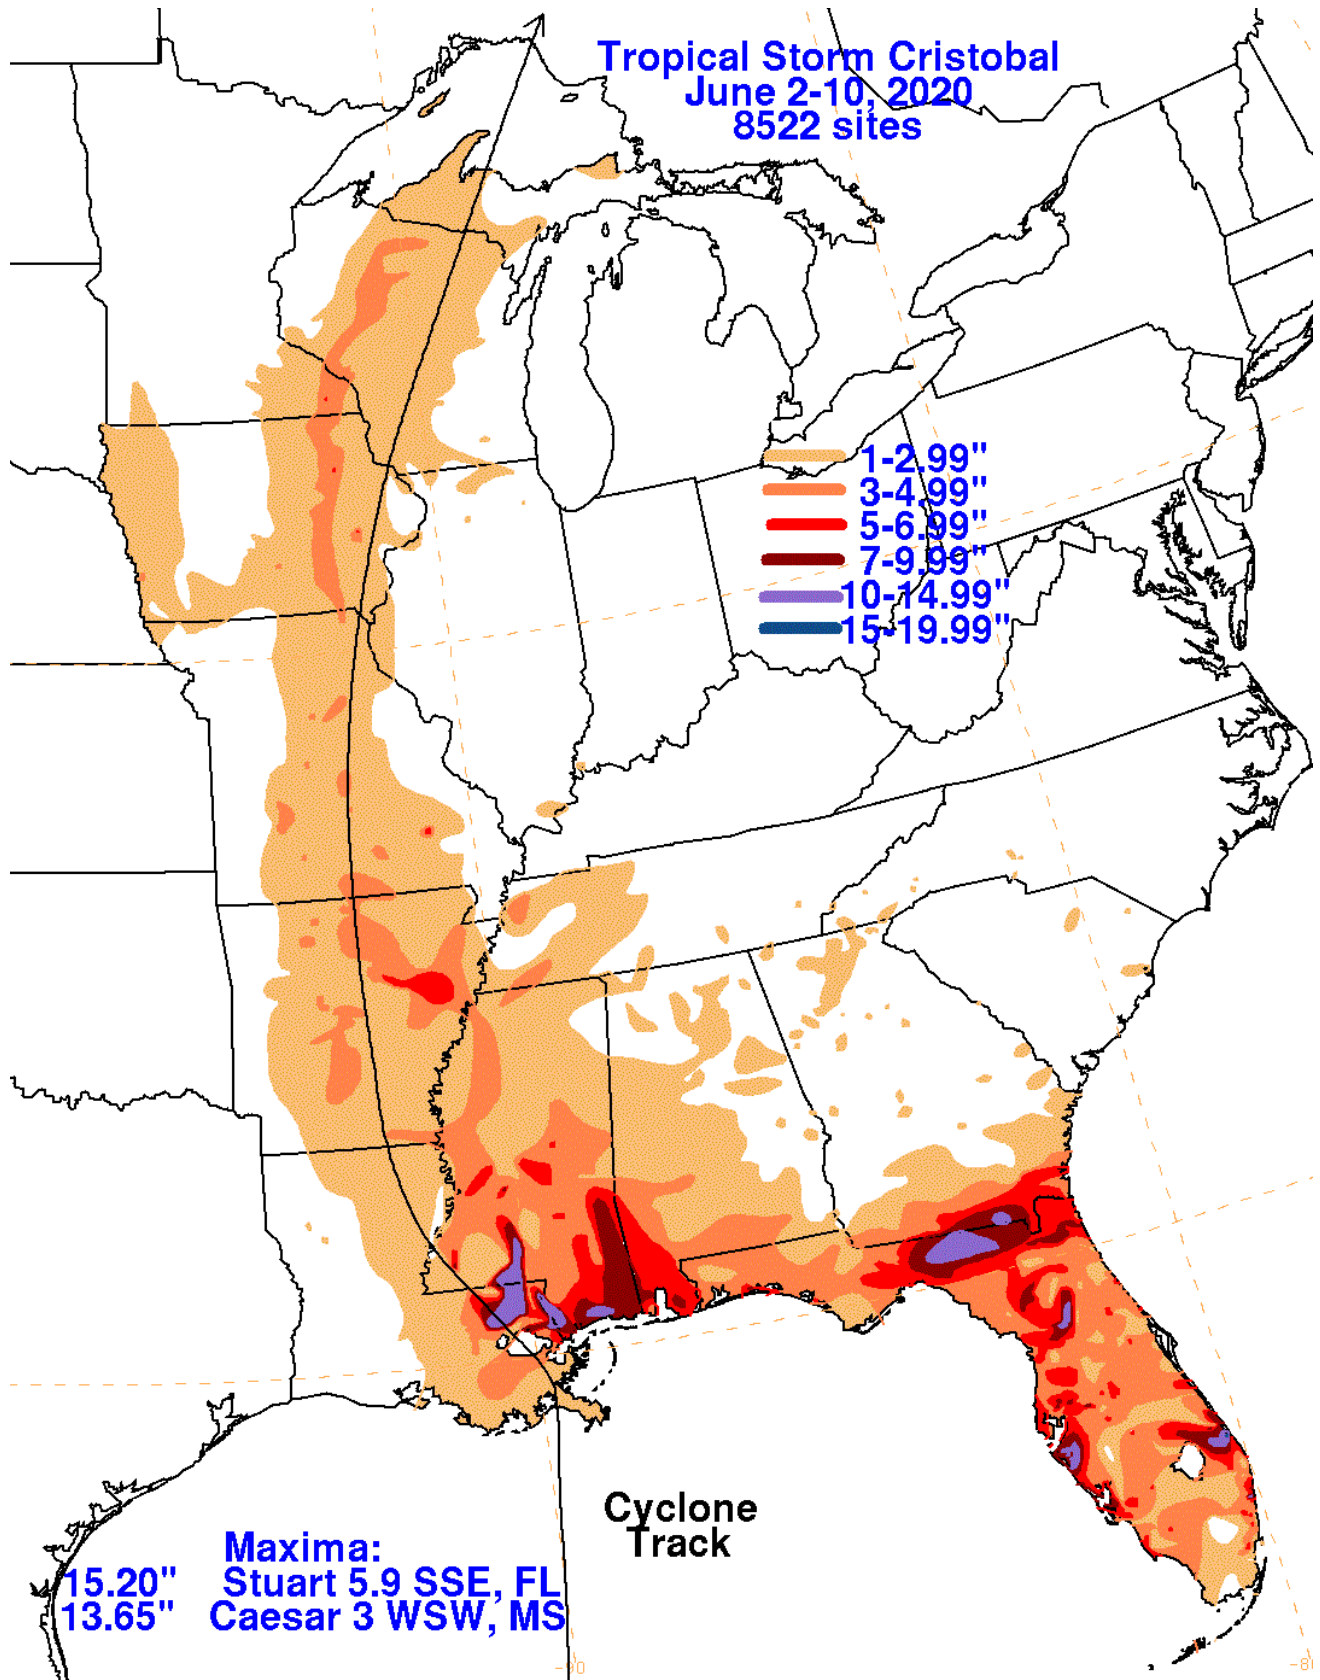 Tropical Storm Cristobal
June 2-10, 2020
8522 sites
1-2.99"
3-4.99"
5-6.99"
7-9.99"
10-14.99"
15-19.99"
Cyclone
Track
Maxima:
15.20" Stuart 5.9 SSE, FL
13.65" Caesar 3 WSW, MS
-90
-80